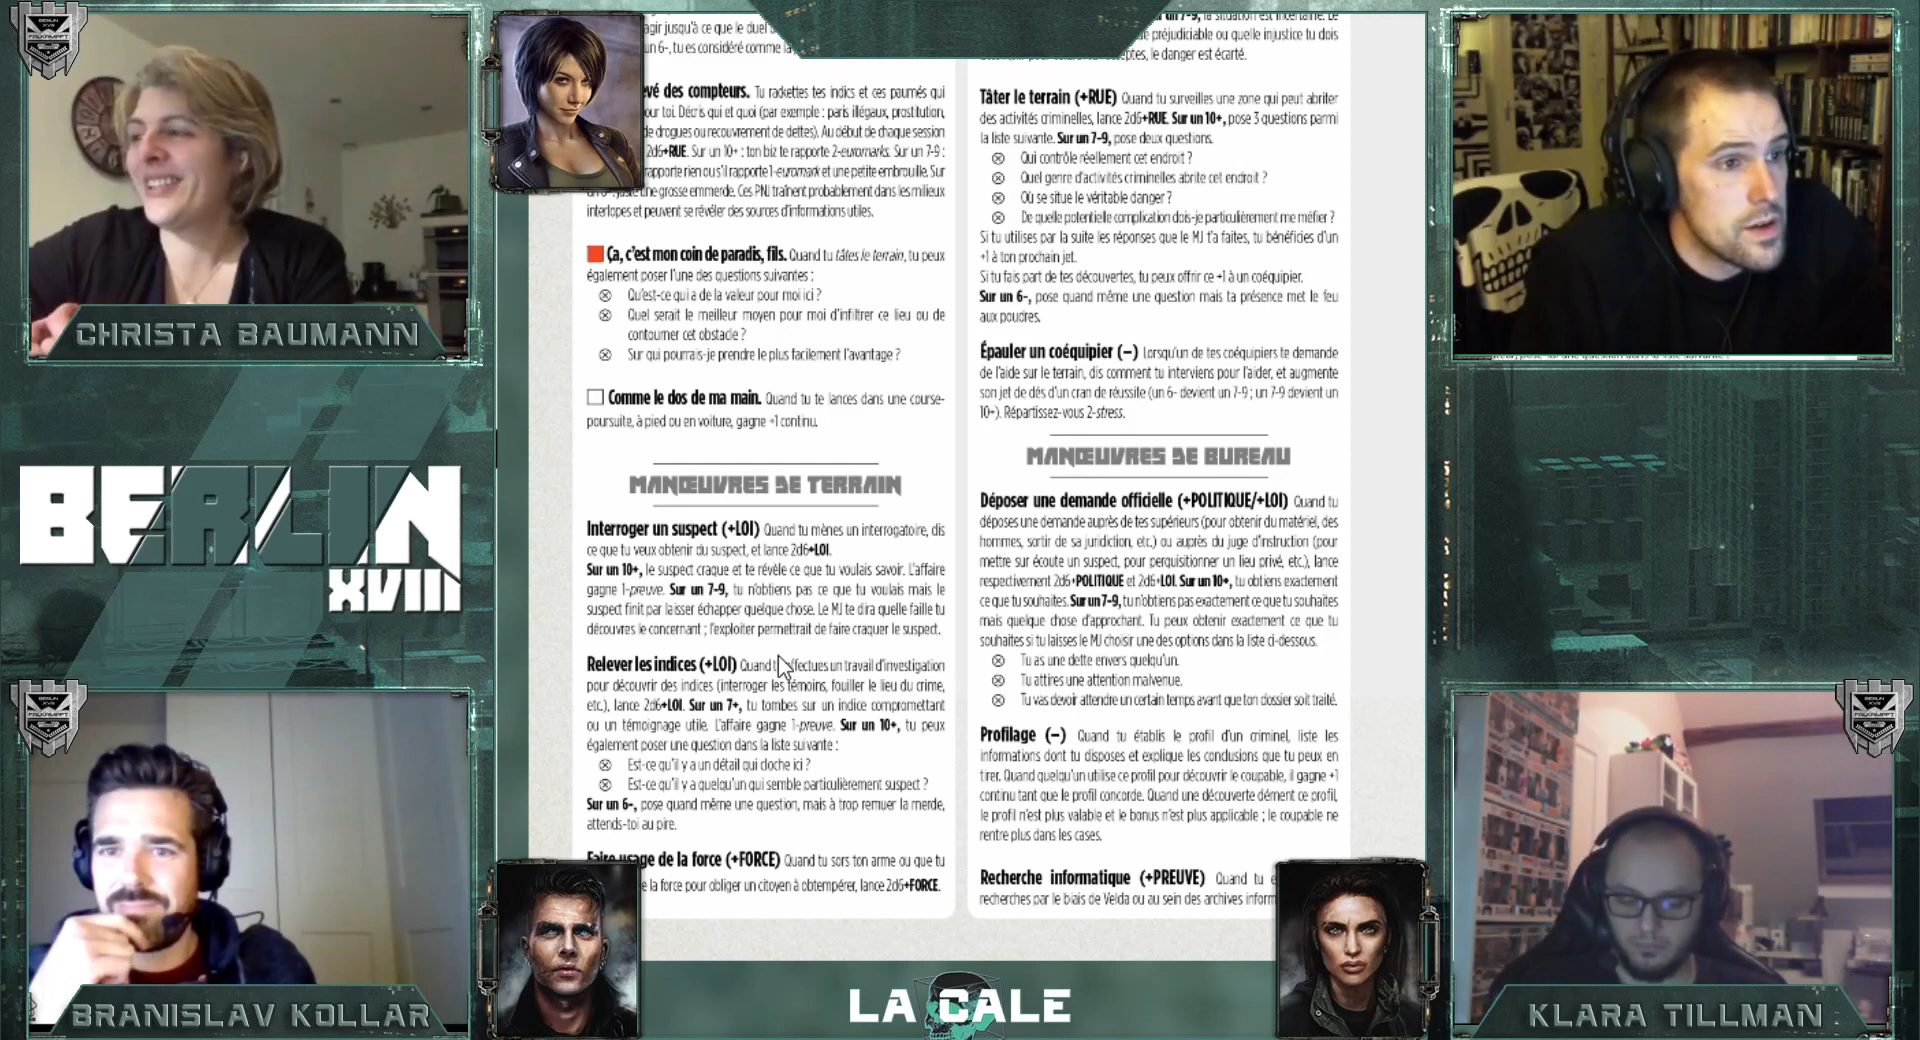 BERLIN
XVIII
FALKAMPFT
CHRISTA BAUMANN
BERLIN
XVIII
BERLIN
XVIII
FALKAMPFT
BRANISLAV KOLLAR
agir jusqu'à ce que le duel
un 6-, tu es considéré comme la
evé des compteurs. Tu rackettes tes indics et ces paumés qui
our toi. Décris qui et quoi (par exemple : paris illégaux, prostitution,
de drogues ou recouvrement de dettes). Au début de chaque session
2d6+RUE. Sur un 10+ : ton biz te rapporte 2-euromarks. Sur un 7-9 :
rapporte rien ou s'il rapporte 1-euromark et une petite embrouille. Sur
une grosse emmerde. Ces PNJ traînent probablement dans les milieux
interlopes et peuvent se révéler des sources d'informations utiles.
Ça, c'est mon coin de paradis, fils. Quand tu tâtes le terrain, tu peux
également poser l'une des questions suivantes :
Qu'est-ce qui a de la valeur pour moi ici ?
Quel serait le meilleur moyen pour moi d'infiltrer ce lieu ou de
contourner cet obstacle ?
Sur qui pourrais-je prendre le plus facilement l'avantage ?
Comme le dos de ma main. Quand tu te lances dans une course-
poursuite, à pied ou en voiture, gagne +1 continu.
MANŒUVRES DE TERRAIN
Interroger un suspect (+LOI) Quand tu mènes un interrogatoire, dis
ce que tu veux obtenir du suspect, et lance 2d6+LOI.
Sur un 10+, le suspect craque et te révèle ce que tu voulais savoir. L'affaire
gagne 1-preuve. Sur un 7-9, tu n'obtiens pas ce que tu voulais mais le
suspect finit par laisser échapper quelque chose. Le MJ te dira quelle faille tu
découvres le concernant ; l'exploiter permettrait de faire craquer le suspect.
Relever les indices (+LOI) Quand t effectues un travail d'investigation
pour découvrir des indices (interroger les témoins, fouiller le lieu du crime,
etc.), lance 2d6+LOI. Sur un 7+, tu tombes sur un indice compromettant
ou un témoignage utile. L'affaire gagne 1-preuve. Sur un 10+, tu peux
également poser une question dans la liste suivante :
Est-ce qu'il y a un détail qui cloche ici ?
Est-ce qu'il y a quelqu'un qui semble particulièrement suspect ?
Sur un 6-, pose quand même une question, mais à trop remuer la merde,
attends-toi au pire.
Faire usage de la force (+FORCE) Quand tu sors ton arme ou que tu
e la force pour obliger un citoyen à obtempérer, lance 2d6+FORCE.
ur un 7-9, la situation est incertaine. Le
préjudiciable ou quelle injustice tu dois
ptes, le danger est écarté.
Tâter le terrain (+RUE) Quand tu surveilles une zone qui peut abriter
des activités criminelles, lance 2d6+RUE. Sur un 10+, pose 3 questions parmi
la liste suivante. Sur un 7-9, pose deux questions.
Qui contrôle réellement cet endroit ?
Quel genre d'activités criminelles abrite cet endroit ?
Où se situe le véritable danger ?
De quelle potentielle complication dois-je particulièrement me méfier ?
Si tu utilises par la suite les réponses que le MJ t'a faites, tu bénéficies d'un
+1 à ton prochain jet.
Si tu fais part de tes découvertes, tu peux offrir ce +1 à un coéquipier.
Sur un 6-, pose quand même une question mais ta présence met le feu
aux poudres.
Épauler un coéquipier (–) Lorsqu'un de tes coéquipiers te demande
de l'aide sur le terrain, dis comment tu interviens pour l'aider, et augmente
son jet de dés d'un cran de réussite (un 6- devient un 7-9 ; un 7-9 devient un
10+). Répartissez-vous 2-stress.
MANŒUVRES DE BUREAU
Déposer une demande officielle (+POLITIQUE/+LOI) Quand tu
déposes une demande auprès de tes supérieurs (pour obtenir du matériel, des
hommes, sortir de sa juridiction, etc.) ou auprès du juge d'instruction (pour
mettre sur écoute un suspect, pour perquisitionner un lieu privé, etc.), lance
respectivement 2d6+POLITIQUE et 2d6+LOI. Sur un 10+, tu obtiens exactement
ce que tu souhaites. Sur un 7-9, tu n'obtiens pas exactement ce que tu souhaites
mais quelque chose d'approchant. Tu peux obtenir exactement ce que tu
souhaites si tu laisses le MJ choisir une des options dans la liste ci-dessous.
Tu as une dette envers quelqu'un.
Tu attires une attention malvenue.
Tu vas devoir attendre un certain temps avant que ton dossier soit traité.
Profilage (–) Quand tu établis le profil d'un criminel, liste les
informations dont tu disposes et explique les conclusions que tu peux en
tirer. Quand quelqu'un utilise ce profil pour découvrir le coupable, il gagne +1
continu tant que le profil concorde. Quand une découverte dément ce profil,
le profil n'est plus valable et le bonus n'est plus applicable ; le coupable ne
rentre plus dans les cases.
Recherche informatique (+PREUVE) Quand tu e
recherches par le biais de Velda ou au sein des archives inform
LA CALE
BERLIN
XVIII
FALKAMPFT
KLARA TILLMAN